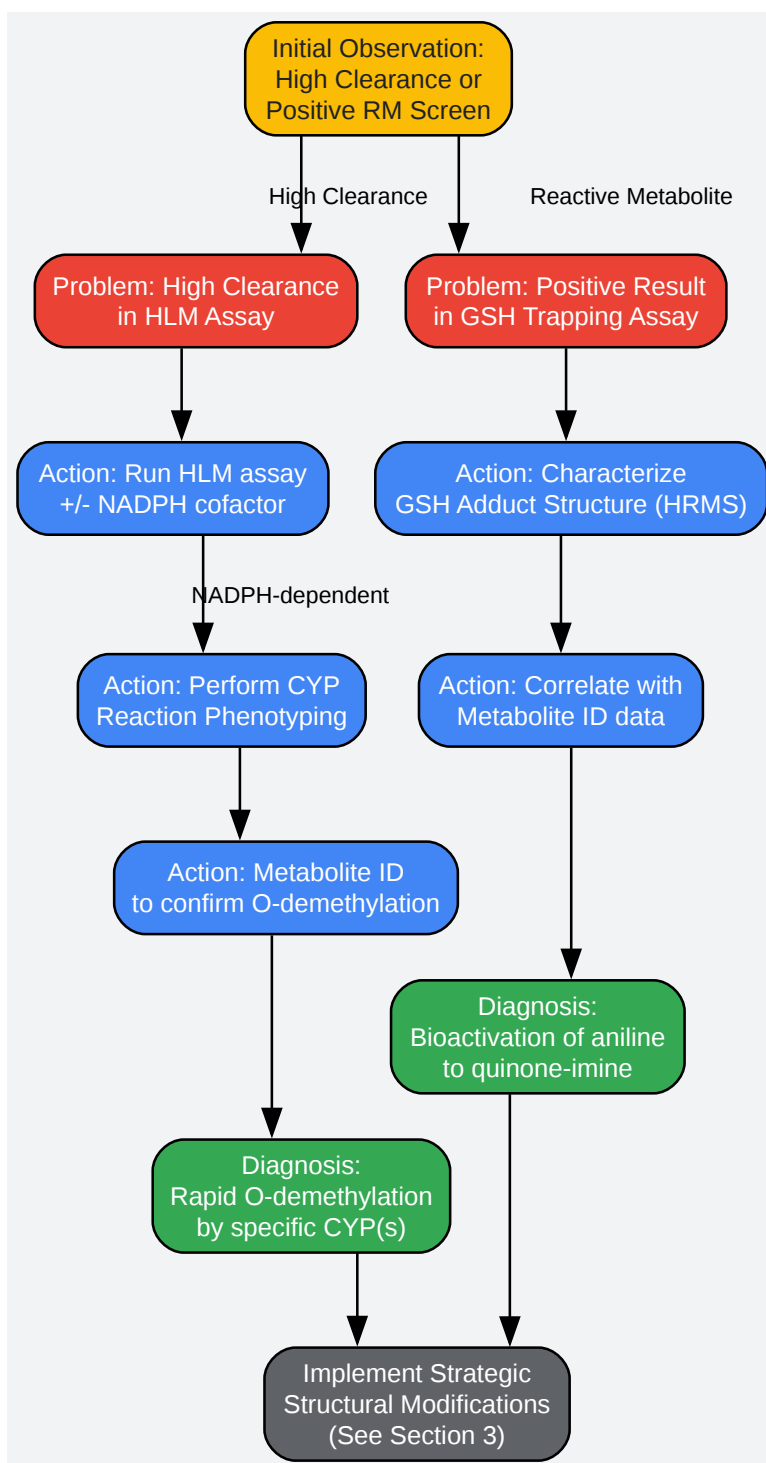 Initial Observation:
High Clearance or
Positive RM Screen
High Clearance
Reactive Metabolite
Problem: High Clearance
in HLM Assay
Problem: Positive Result
in GSH Trapping Assay
Action: Run HLM assay
+/- NADPH cofactor
Action: Characterize
GSH Adduct Structure (HRMS)
NADPH-dependent
Action: Perform CYP
Reaction Phenotyping
Action: Correlate with
Metabolite ID data
Action: Metabolite ID
to confirm O-demethylation
Diagnosis:
Bioactivation of aniline
to quinone-imine
Diagnosis:
Rapid O-demethylation
by specific CYP(s)
Implement Strategic
Structural Modifications
(See Section 3)